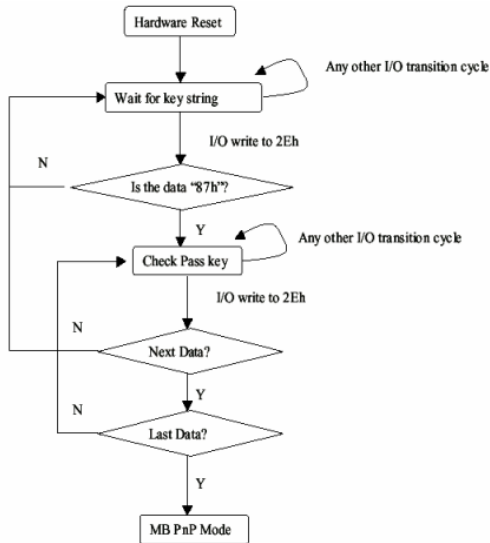 Hardware Reset
Any other I/O transition cycle
Wait for key string
I/O write to 2Eh
N
Is the data “87h”?
Y
Any other I/O transition cycle
Check Pass key
I/O write to 2Eh
N
Next Data?
Y
N
Last Data?
Y
MB PnP Mode